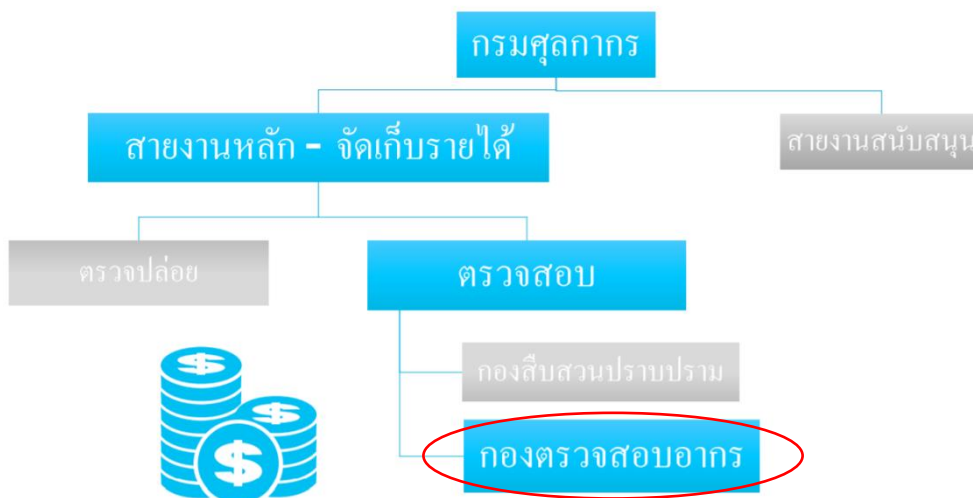 กรมศุลกากร
สายงานหลัก - จัดเก็บรายได้
สายงานสนับสนุน
ตรวจปล่อย
ตรวจสอบ
กองสืบสวนปราบปราม
กองตรวจสอบอากร
$
$
$